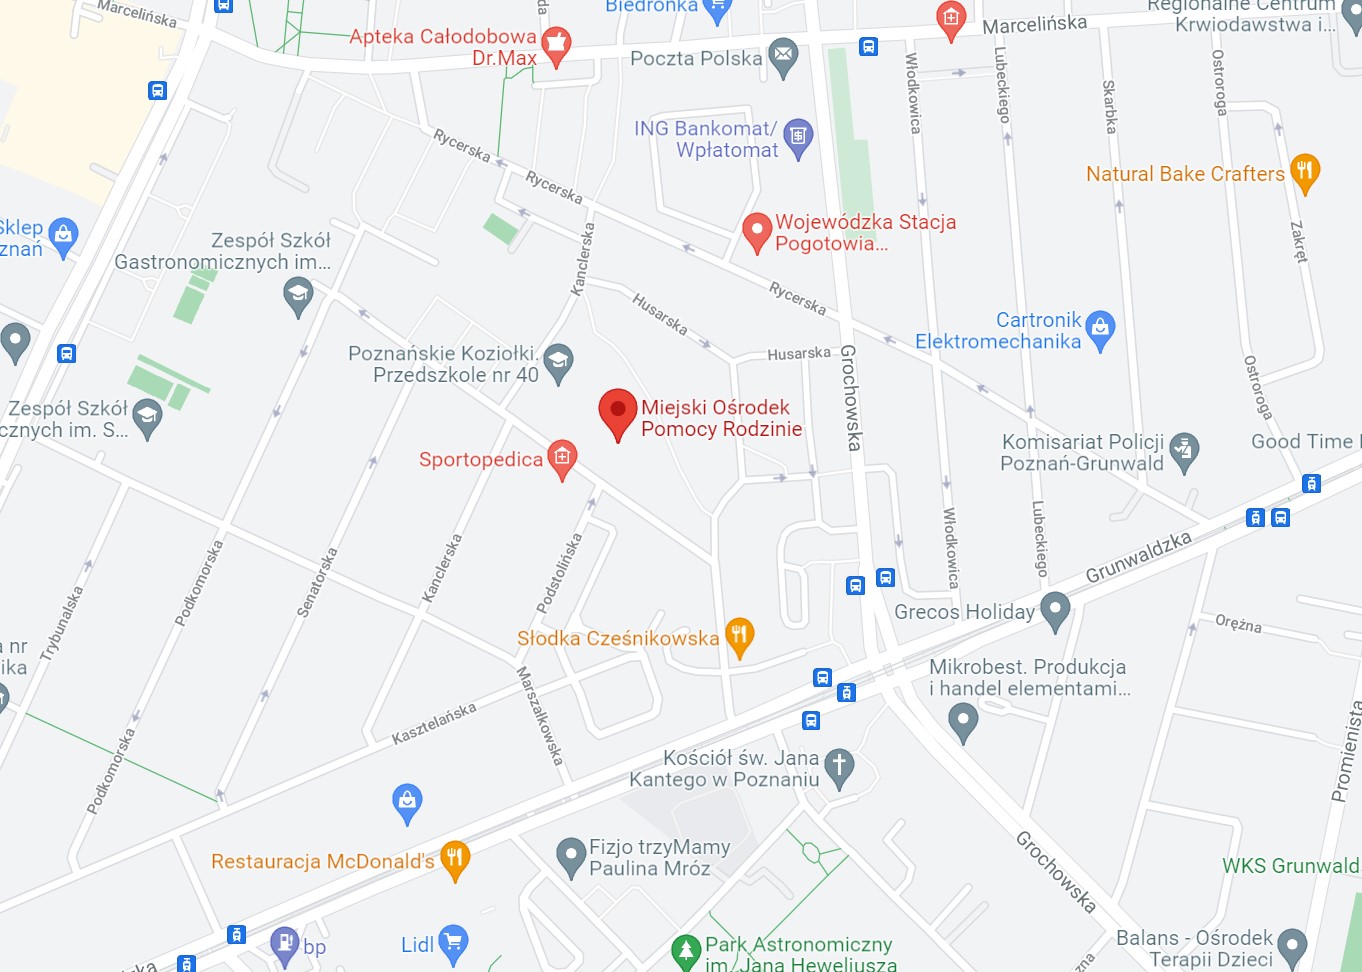 Marcelińska
Biedronka
Regionalne Centrum
Krwiodawstwa i...
Marcelińska
Apteka Całodobowa
Dr.Max
Poczta Polska
Włodkowica
Lubeckiego
Skarbka
Ostroroga
ING Bankomat/
Wpłatomat
Rycerska
Rycerska
Natural Bake Crafters
Sklep
znań
Zespół Szkół
Gastronomicznych im...
Kanclerska
Wojewódzka Stacja
Pogotowia...
Zakręt
Husarska
Rycerska
Cartronik
Elektromechanika
Poznańskie Koziołki.
Przedszkole nr 40
Husarska
Grochowska
Ostroroga
Zespół Szkół
cznych im. S...
Miejski Ośrodek
Pomocy Rodzinie
Sportopedica
Komisariat Policji
Poznań-Grunwald
Good Time
Trybunalska
Podkomorska
Senatorska
Kanclerska
Podstolińska
Włodkowica
Lubeckiego
Grunwaldzka
Grecos Holiday
Orężna
a nr
ika
Słodka Cześnikowska
Mikrobest. Produkcja
i handel elementami...
Marszałkowska
Kasztelańska
Podkomorska
Promienista
Kościół św. Jana
Kantego w Poznaniu
Restauracja McDonald's
Fizjo trzyMamy
Paulina Mróz
Grochowska
WKS Grunwald
bp
Lidl
Park Astronomiczny
im. Jana Heweliusza
Balans - Ośrodek
Terapii Dzieci